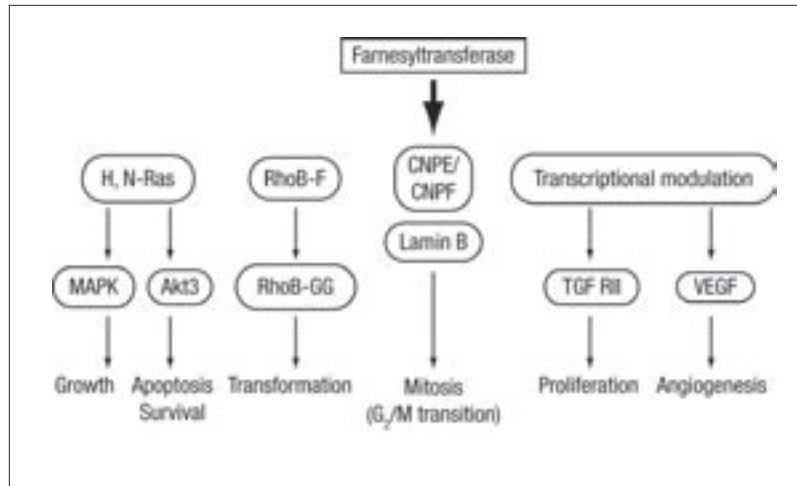 Farnesyltransferase
H, N-Ras
RhoB-F
CNPE/
CNPF
Transcriptional modulation
Lamin B
MAPK
Akt3
RhoB-GG
TGF RII
VEGF
Growth
Apoptosis
Survival
Transformation
Mitosis
(G₂/M transition)
Proliferation
Angiogenesis